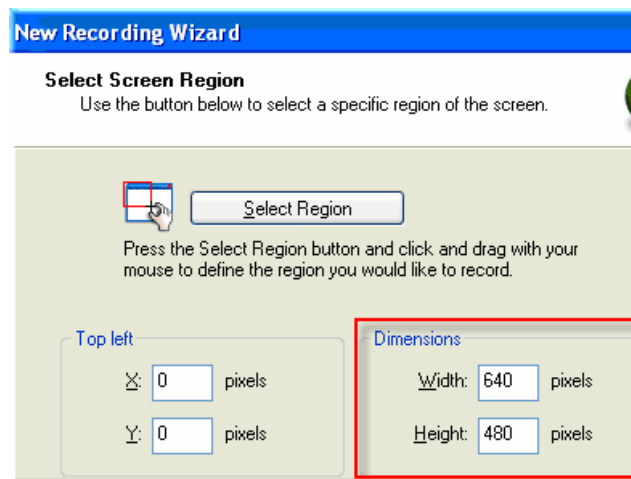 New Recording Wizard
Select Screen Region
Use the button below to select a specific region of the screen.
Select Region
Press the Select Region button and click and drag with your
mouse to define the region you would like to record.
Top left
X: 0 pixels
Y: 0 pixels
Dimensions
Width: 640 pixels
Height: 480 pixels